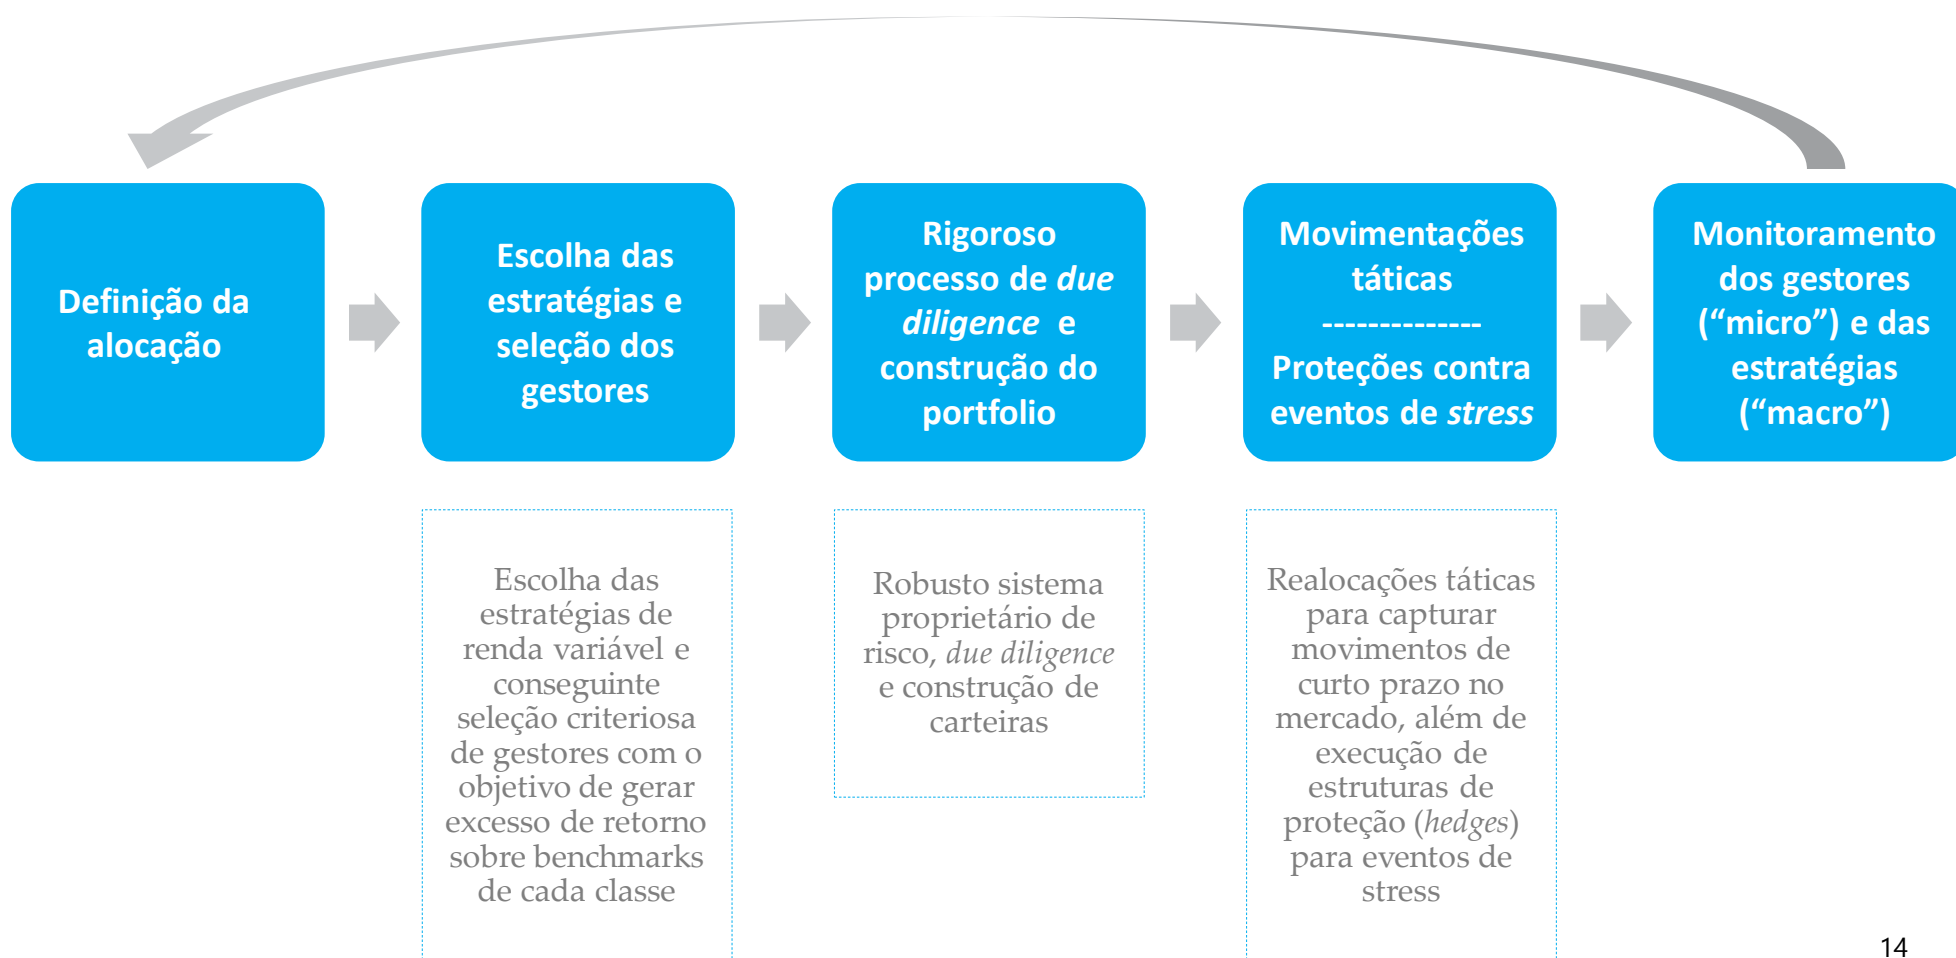 Definição da
alocação
Escolha das
estratégias e
seleção dos
gestores
Rigoroso
processo de due
diligence e
construção do
portfolio
Movimentações
táticas
--------------
Proteções contra
eventos de stress
Monitoramento
dos gestores
(“micro”) e das
estratégias
(“macro”)
Escolha das
estratégias de
renda variável e
conseguinte
seleção criteriosa
de gestores com o
objetivo de gerar
excesso de retorno
sobre benchmarks
de cada classe
Robusto sistema
proprietário de
risco, due diligence
e construção de
carteiras
Realocações táticas
para capturar
movimentos de
curto prazo no
mercado, além de
execução de
estruturas de
proteção (hedges)
para eventos de
stress
14